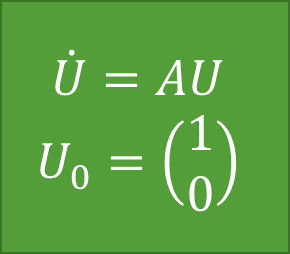 U̇ = AU
U₀ = (1
0)